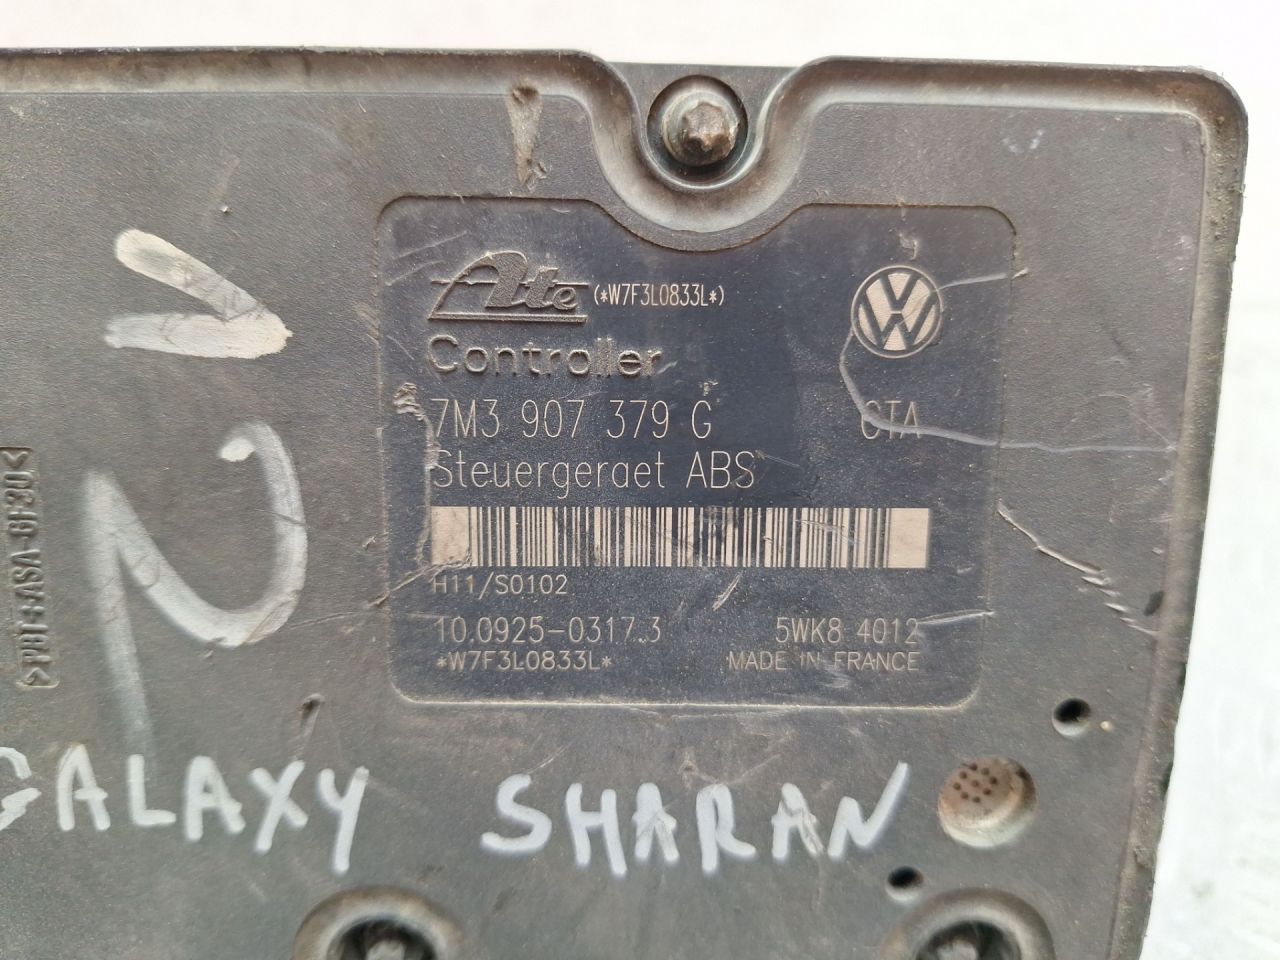 Ate (*W7F3L0833L*)
Controller
7M3 907 379 G CTA
Steuergeraet ABS
H11/S0102
10.0925-0317.3 5WK8 4012
*W7F3L0833L* MADE IN FRANCE
GALAXY SHARAN